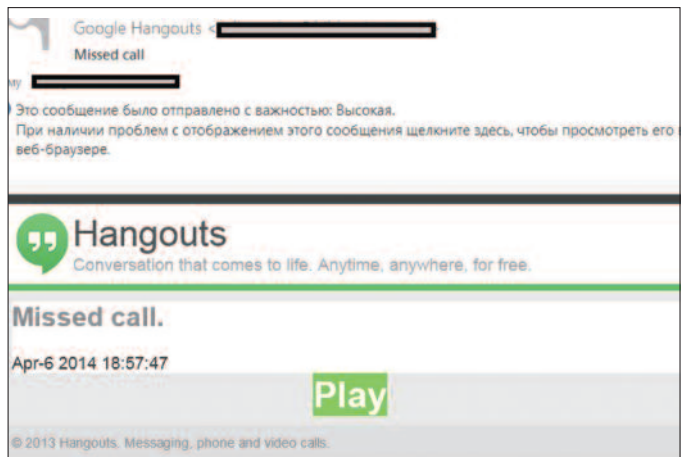 Google Hangouts <
Missed call
му
Это сообщение было отправлено с важностью: Высокая.
При наличии проблем с отображением этого сообщения щелкните здесь, чтобы просмотреть его в
веб-браузере.
Hangouts
Conversation that comes to life. Anytime, anywhere, for free.
Missed call.
Apr-6 2014 18:57:47
Play
© 2013 Hangouts. Messaging, phone and video calls.